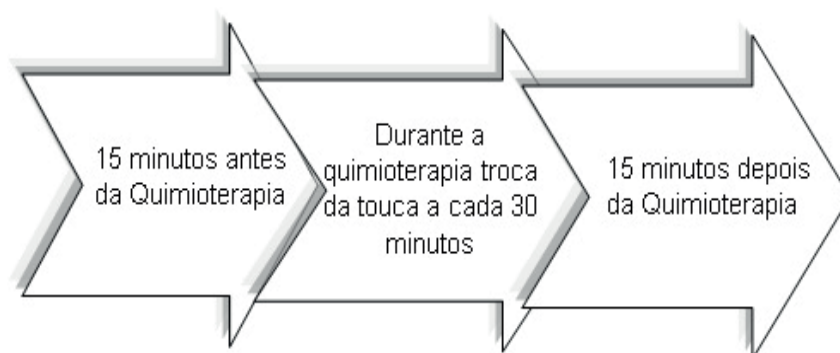 15 minutos antes
da Quimioterapia
Durante a
quimioterapia troca
da touca a cada 30
minutos
15 minutos depois
da Quimioterapia